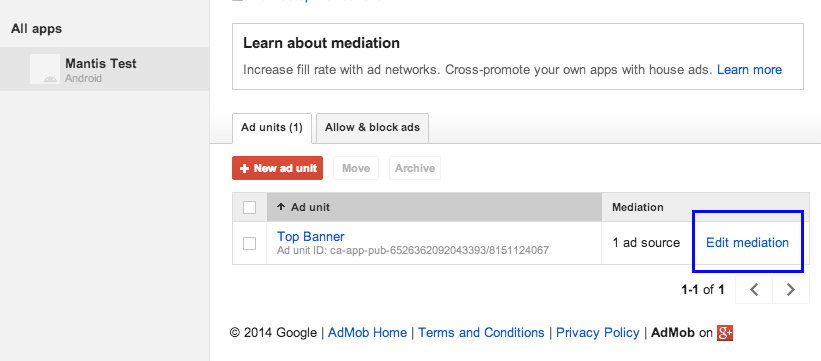 All apps
Mantis Test
Android
Learn about mediation
Increase fill rate with ad networks. Cross-promote your own apps with house ads. Learn more
Ad units (1) Allow & block ads
+ New ad unit Move Archive
Ad unit Mediation
Top Banner
Ad unit ID: ca-app-pub-6526362092043393/8151124067
1 ad source Edit mediation
1-1 of 1
© 2014 Google | AdMob Home | Terms and Conditions | Privacy Policy | AdMob on g+